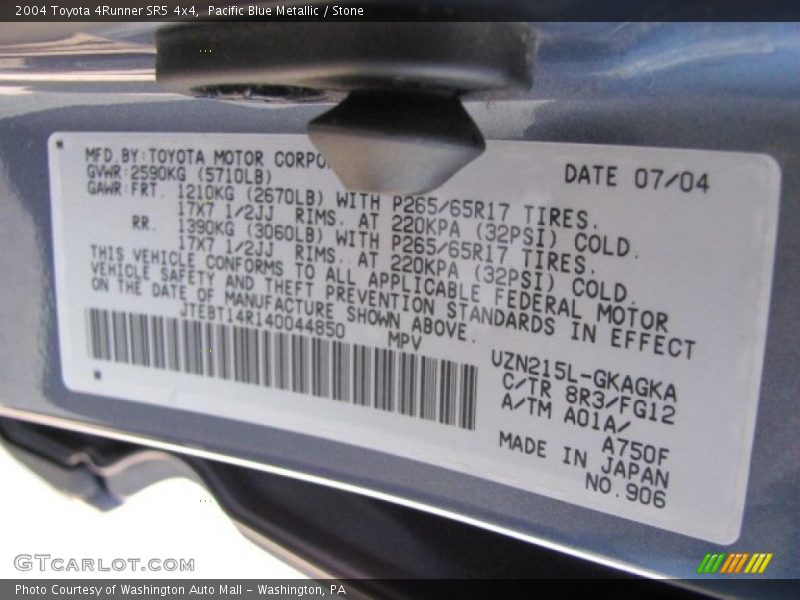 2004 Toyota 4Runner SR5 4x4, Pacific Blue Metallic / Stone
MFD BY:TOYOTA MOTOR CORPO
DATE 07/04
GVWR:2590KG (5710LB)
GAWR:FRT. 1210KG (2670LB) WITH P265/65R17 TIRES.
17X7 1/2JJ RIMS. AT 220KPA (32PSI) COLD.
RR. 1390KG (3060LB) WITH P265/65R17 TIRES.
17X7 1/2JJ RIMS. AT 220KPA (32PSI) COLD.
THIS VEHICLE CONFORMS TO ALL APPLICABLE FEDERAL MOTOR
VEHICLE SAFETY AND THEFT PREVENTION STANDARDS IN EFFECT
ON THE DATE OF MANUFACTURE SHOWN ABOVE.
JTEBT14R140044850 MPV
UZN215L-GKAGKA
C/TR 8R3/FG12
A/TM A01A/
A750F
MADE IN JAPAN
NO.906
GTcarlot.com
Photo Courtesy of Washington Auto Mall - Washington, PA